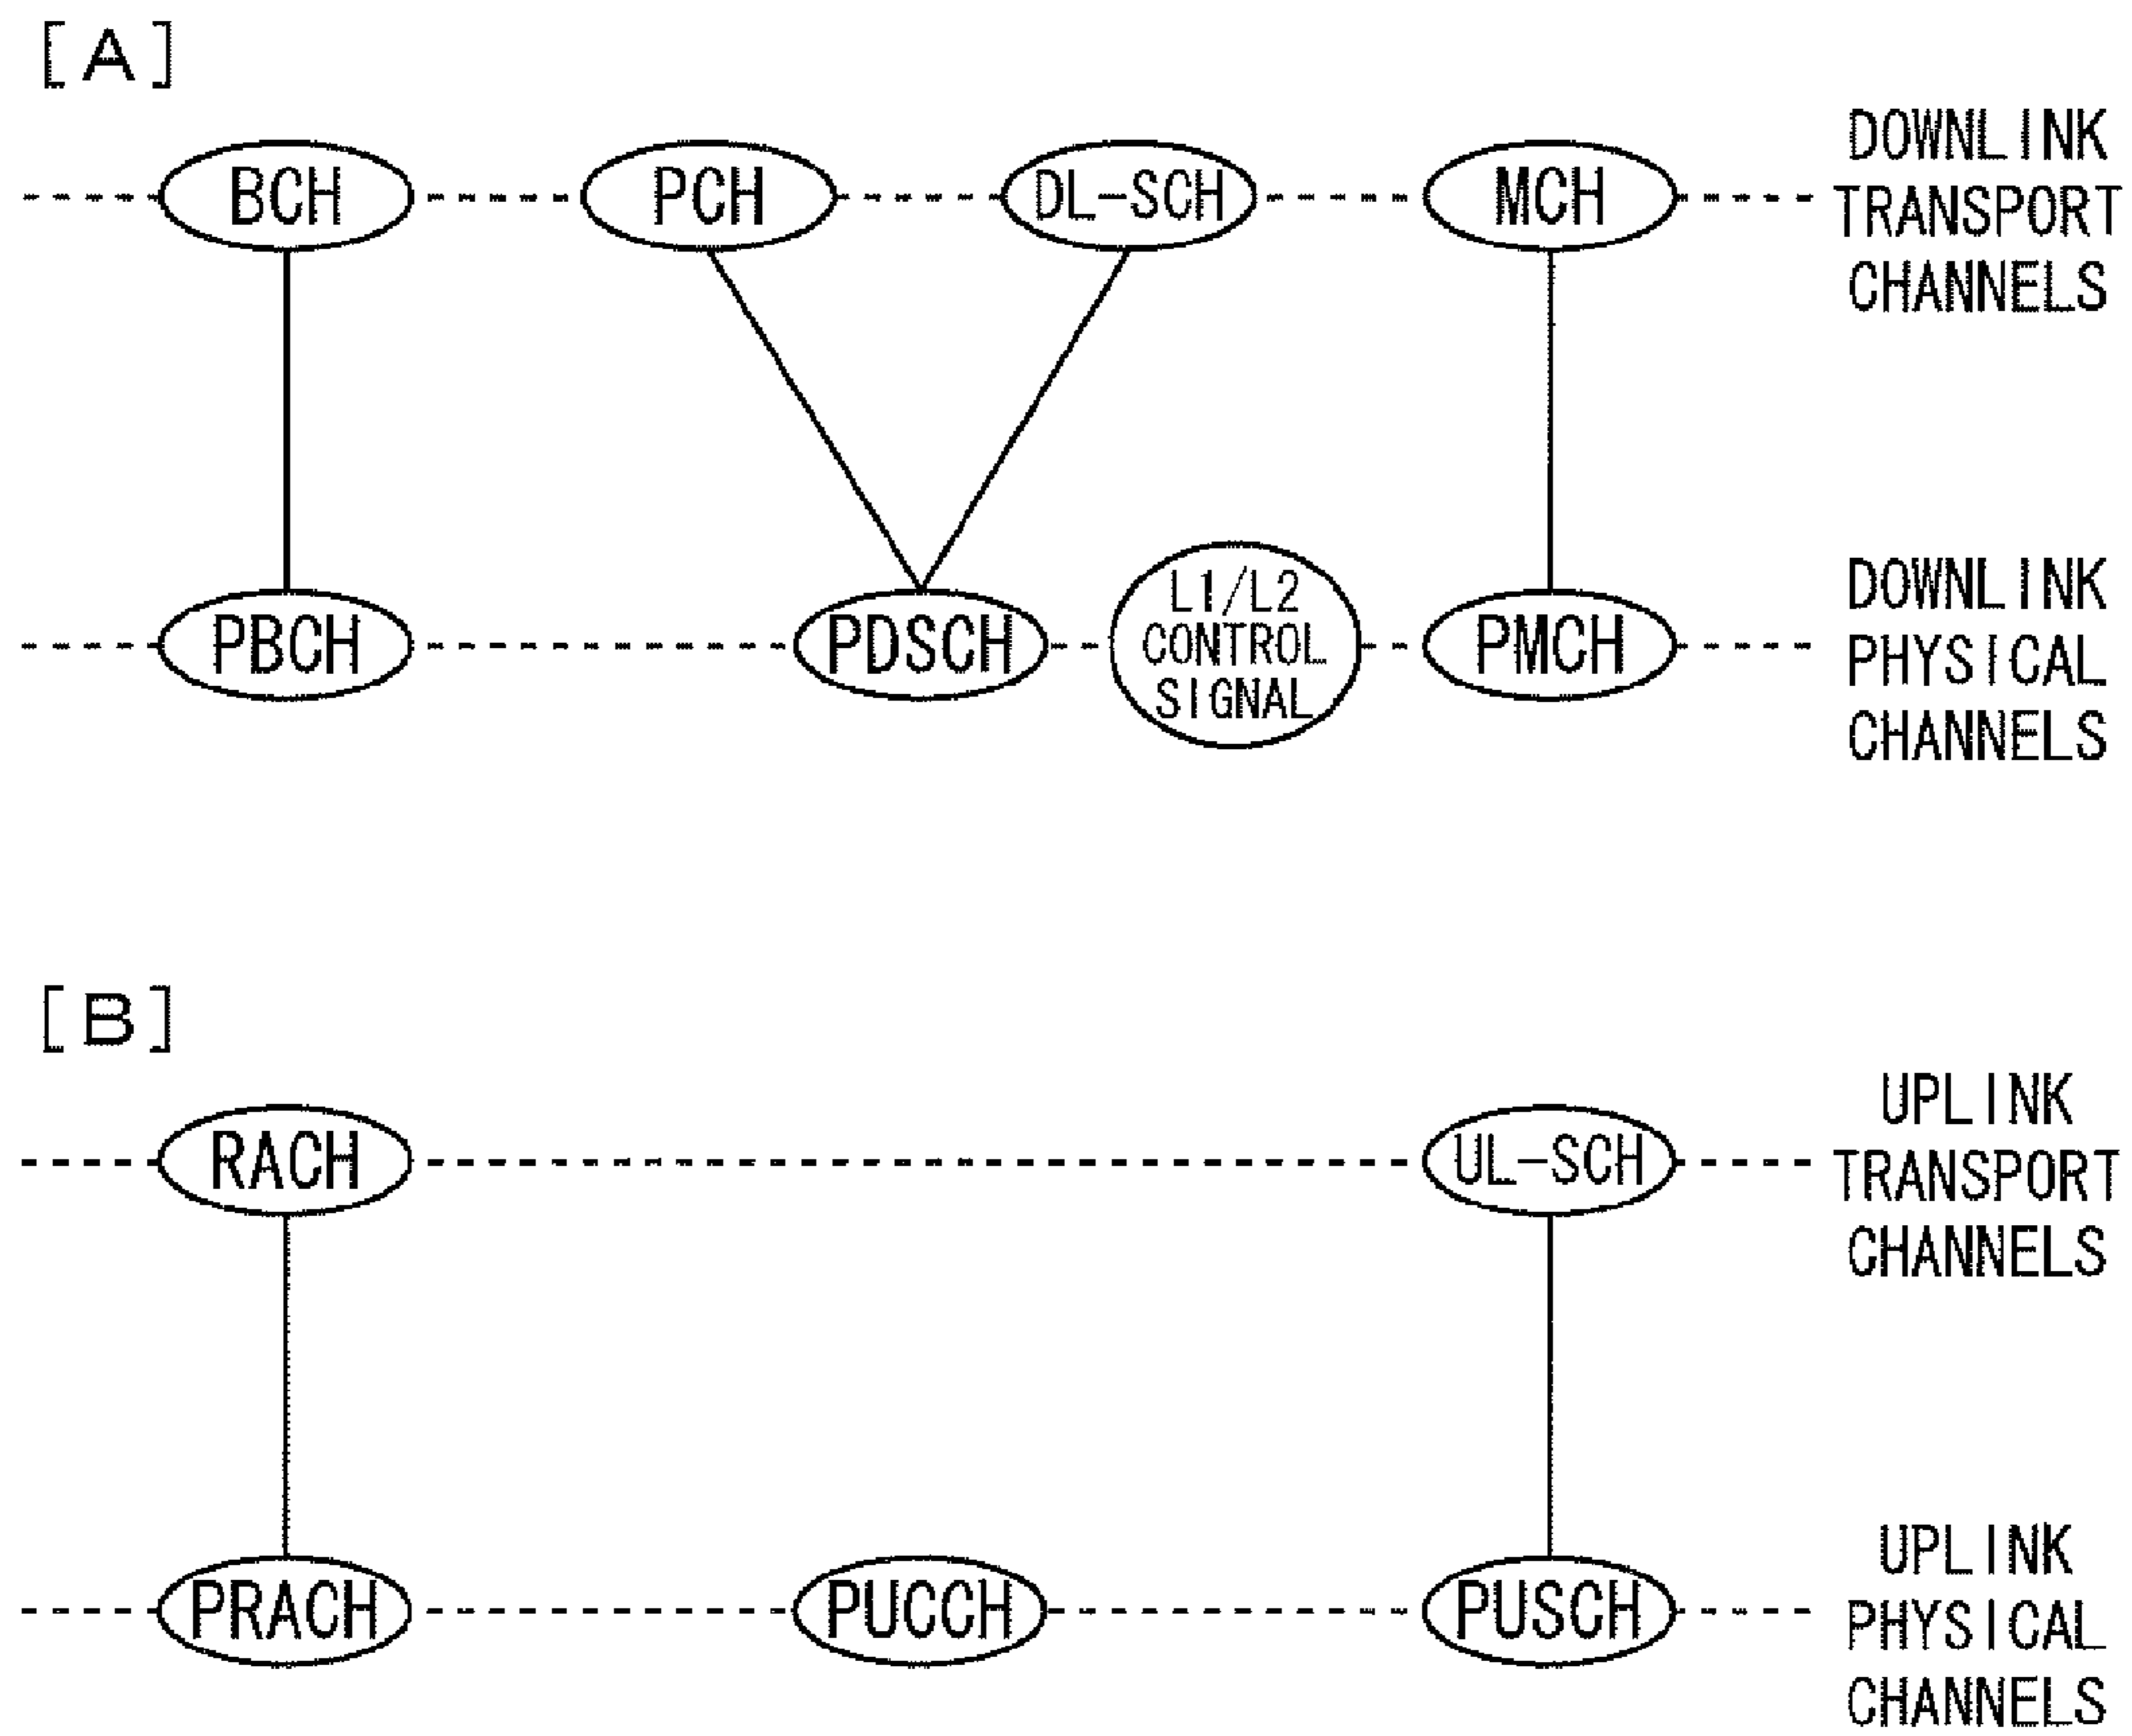 [A]
BCH PCH DL-SCH MCH
DOWNLINK
TRANSPORT
CHANNELS
PBCH PDSCH
L1/L2
CONTROL
SIGNAL
PMCH
DOWNLINK
PHYSICAL
CHANNELS
[B]
RACH UL-SCH
UPLINK
TRANSPORT
CHANNELS
PRACH PUCCH PUSCH
UPLINK
PHYSICAL
CHANNELS